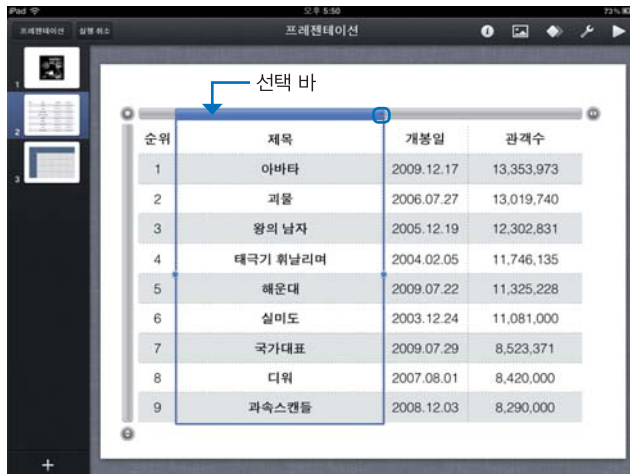 iPad 오후 5:50 73%
프레젠테이션 실행 취소 프레젠테이션
선택 바
순위 제목 개봉일 관객수
1 아바타 2009.12.17 13,353,973
2 괴물 2006.07.27 13,019,740
3 왕의 남자 2005.12.19 12,302,831
4 태극기 휘날리며 2004.02.05 11,746,135
5 해운대 2009.07.22 11,325,228
6 실미도 2003.12.24 11,081,000
7 국가대표 2009.07.29 8,523,371
8 디워 2007.08.01 8,420,000
9 과속스캔들 2008.12.03 8,290,000
1
2
3